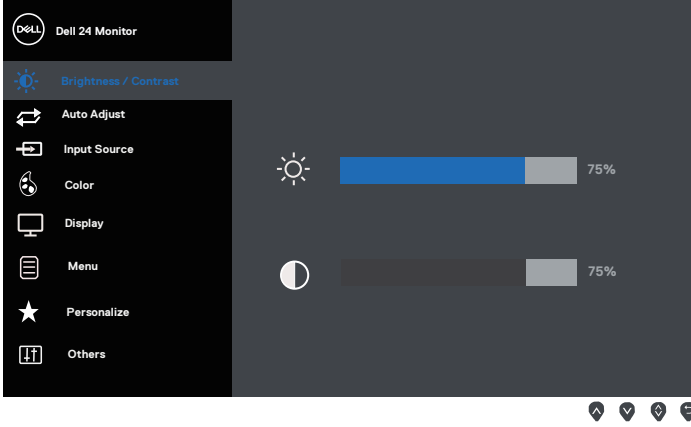 DELL
Dell 24 Monitor
Brightness / Contrast
Auto Adjust
Input Source
Color
Display
Menu
Personalize
Others
75%
75%